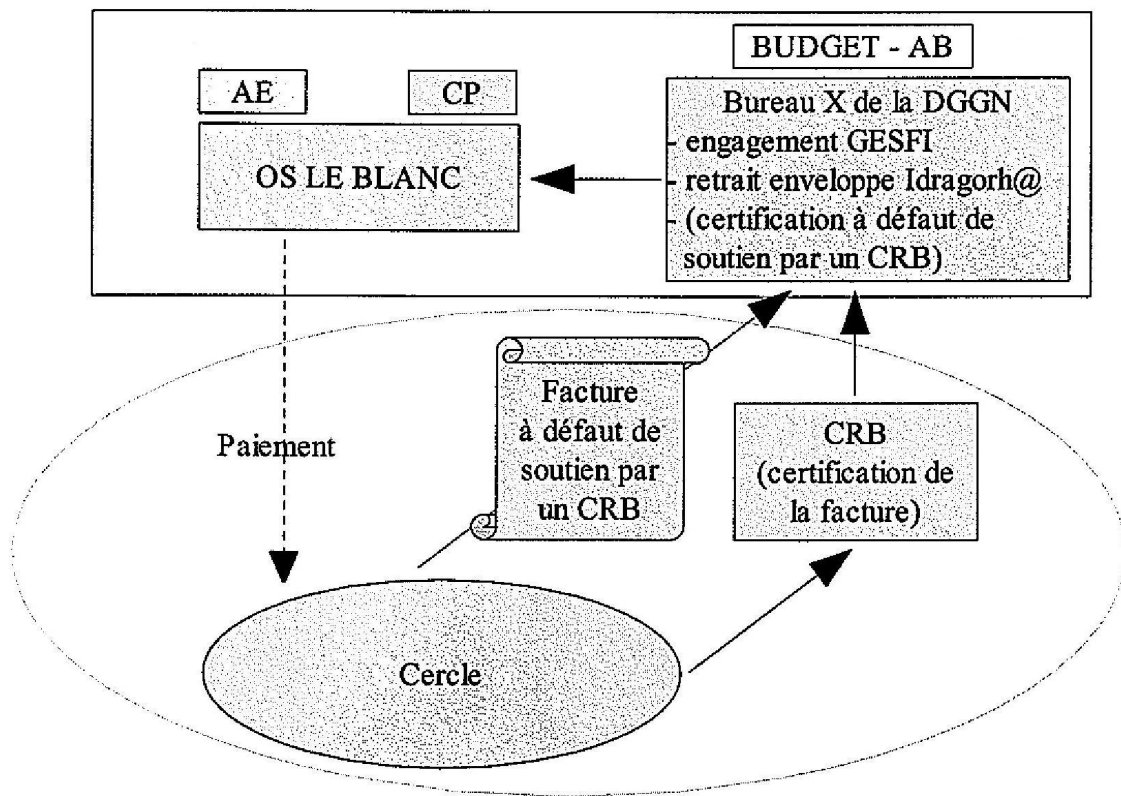 BUDGET - AB
AE
CP
OS LE BLANC
Bureau X de la DGGN
- engagement GESFI
- retrait enveloppe Idragorh@
- (certification à défaut de
soutien par un CRB)
Paiement
Facture
à défaut de
soutien par
un CRB
CRB
(certification de
la facture)
Cercle